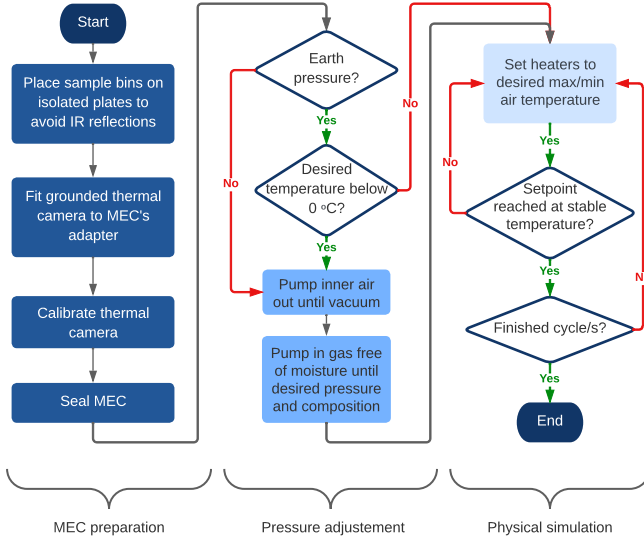 Start
Place sample bins on
isolated plates to
avoid IR reflections
Fit grounded thermal
camera to MEC's
adapter
Calibrate thermal
camera
Seal MEC
MEC preparation
Earth
pressure?
Yes
No
Desired
temperature below
0 ºC?
No
Yes
Pump inner air
out until vacuum
Pump in gas free
of moisture until
desired pressure
and composition
Pressure adjustement
Set heaters to
desired max/min
air temperature
Yes
No
Setpoint
reached at stable
temperature?
Yes
Finished cycle/s?
Yes
End
Physical simulation